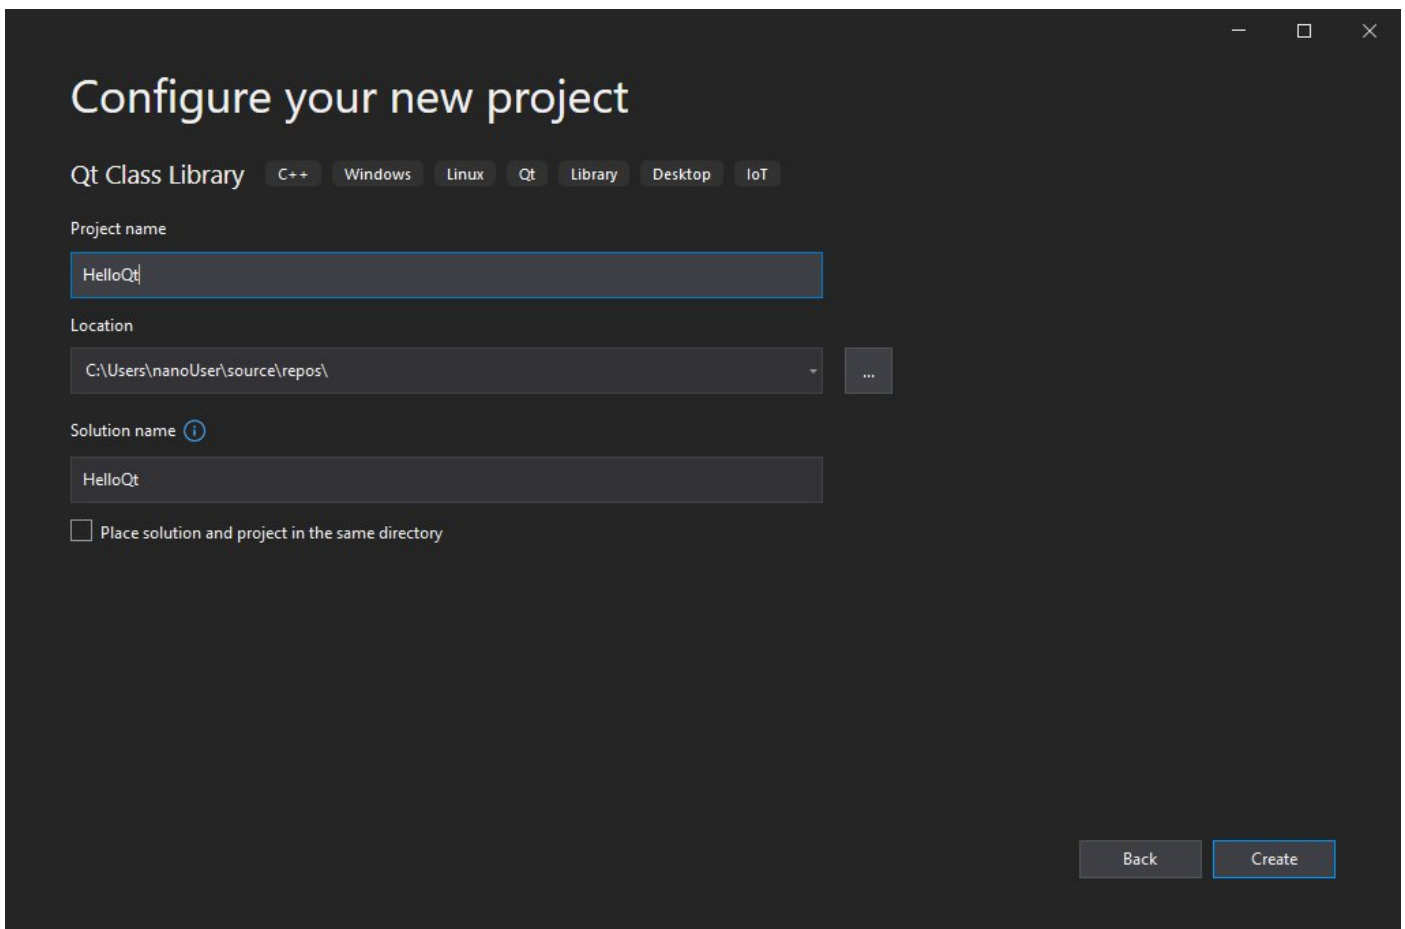 Configure your new project
Qt Class Library C++ Windows Linux Qt Library Desktop IoT
Project name
HelloQt
Location
C:\Users\nanoUser\source\repos\
...
Solution name
HelloQt
Place solution and project in the same directory
Back Create